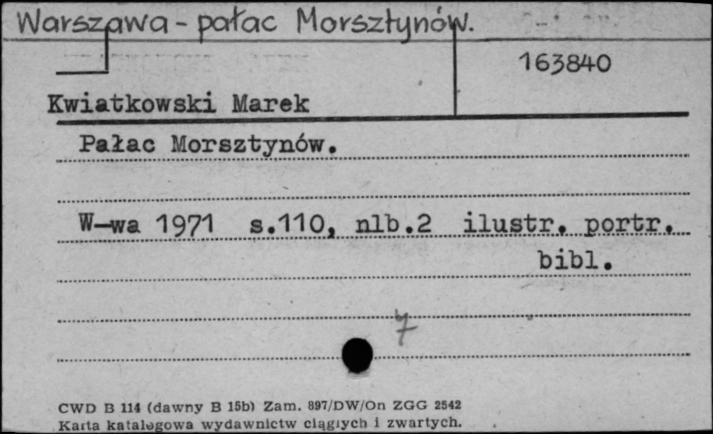 Warszawa - pałac Morsztynów.
163840
Kwiatkowski Marek
Pałac Morsztynów.
W-wa 1971 s.110, nlb.2 ilustr. portr.
bibl.
7
CWD B 114 (dawny B 15b) Zam. 897/DW/On ZGG 2542
Karta katalogowa wydawnictw ciągłych i zwartych.